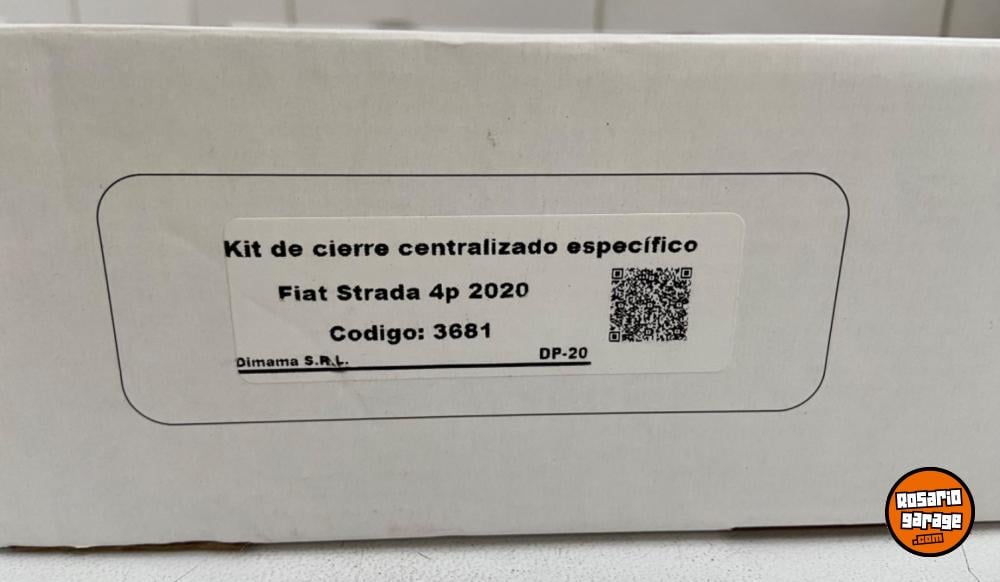 Kit de cierre centralizado específico
Fiat Strada 4p 2020
Codigo: 3681
Dimama S.R.L. DP-20
Rosario
garage
.com